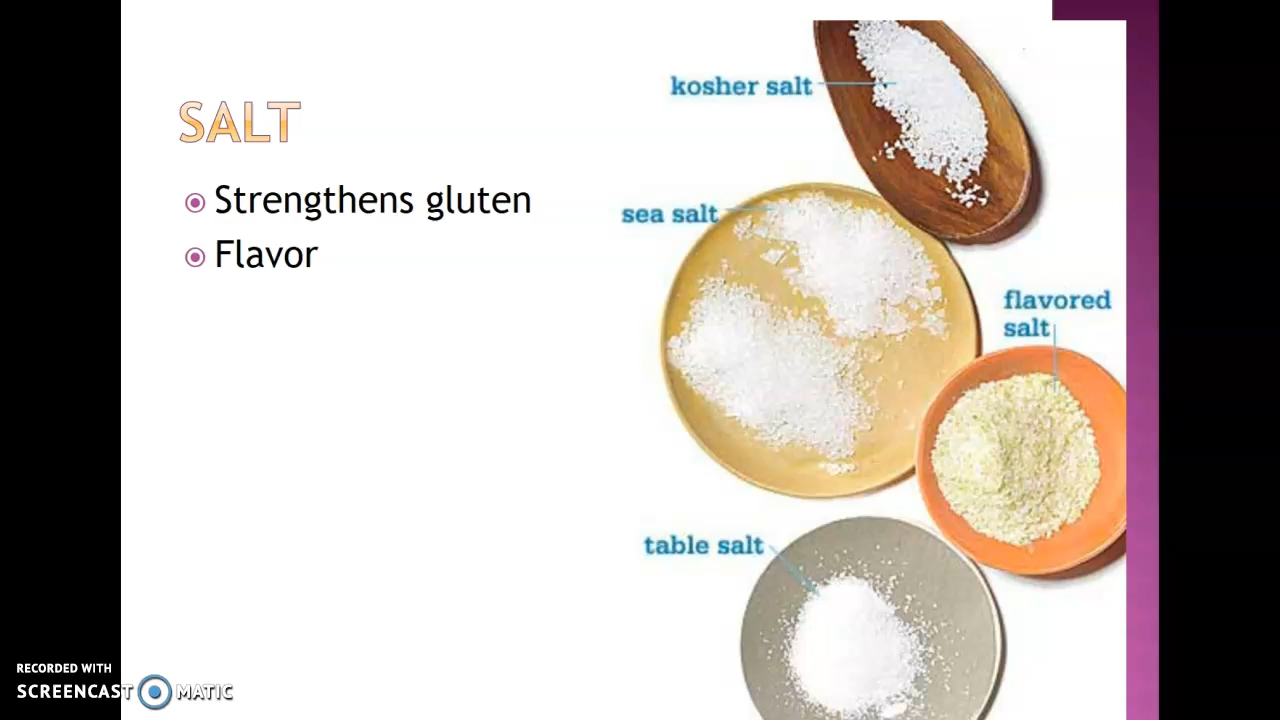 SALT
Strengthens gluten
Flavor
kosher salt
sea salt
flavored
salt
table salt
RECORDED WITH
SCREENCAST MATIC